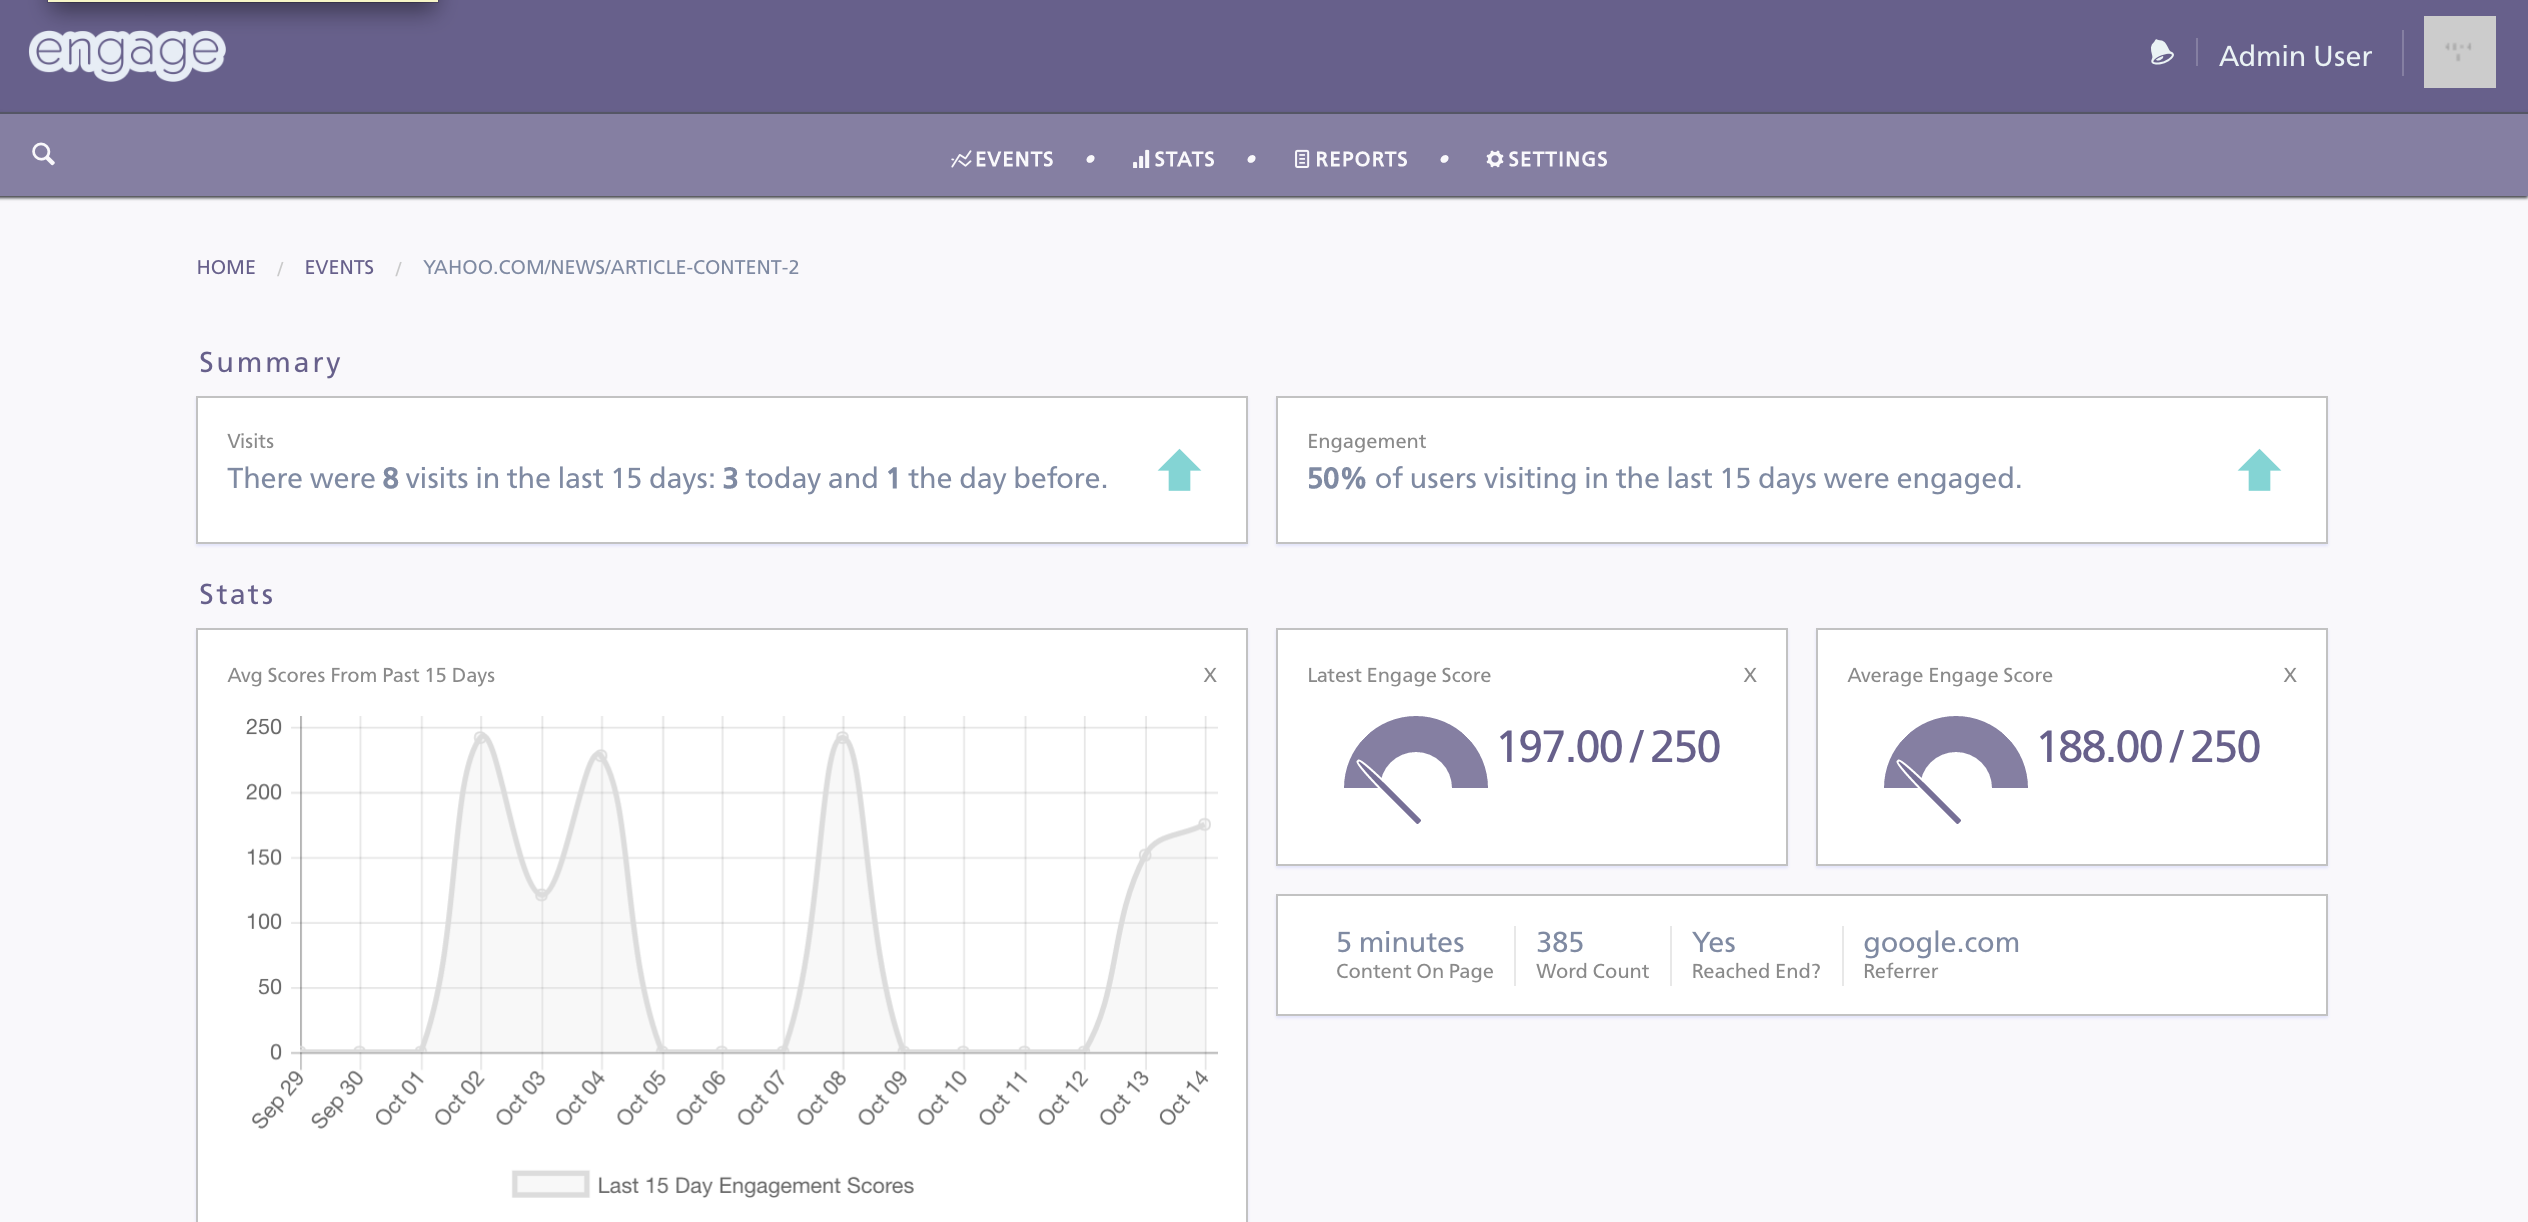 engage
Admin User
EVENTS • STATS • REPORTS • SETTINGS
HOME / EVENTS / YAHOO.COM/NEWS/ARTICLE-CONTENT-2
Summary
Visits
There were 8 visits in the last 15 days: 3 today and 1 the day before.
Engagement
50% of users visiting in the last 15 days were engaged.
Stats
Avg Scores From Past 15 Days X
250
200
150
100
50
0
Sep 29 Sep 30 Oct 01 Oct 02 Oct 03 Oct 04 Oct 05 Oct 06 Oct 07 Oct 08 Oct 09 Oct 10 Oct 11 Oct 12 Oct 13 Oct 14
Last 15 Day Engagement Scores
Latest Engage Score X
197.00 / 250
Average Engage Score X
188.00 / 250
5 minutes
Content On Page
385
Word Count
Yes
Reached End?
google.com
Referrer